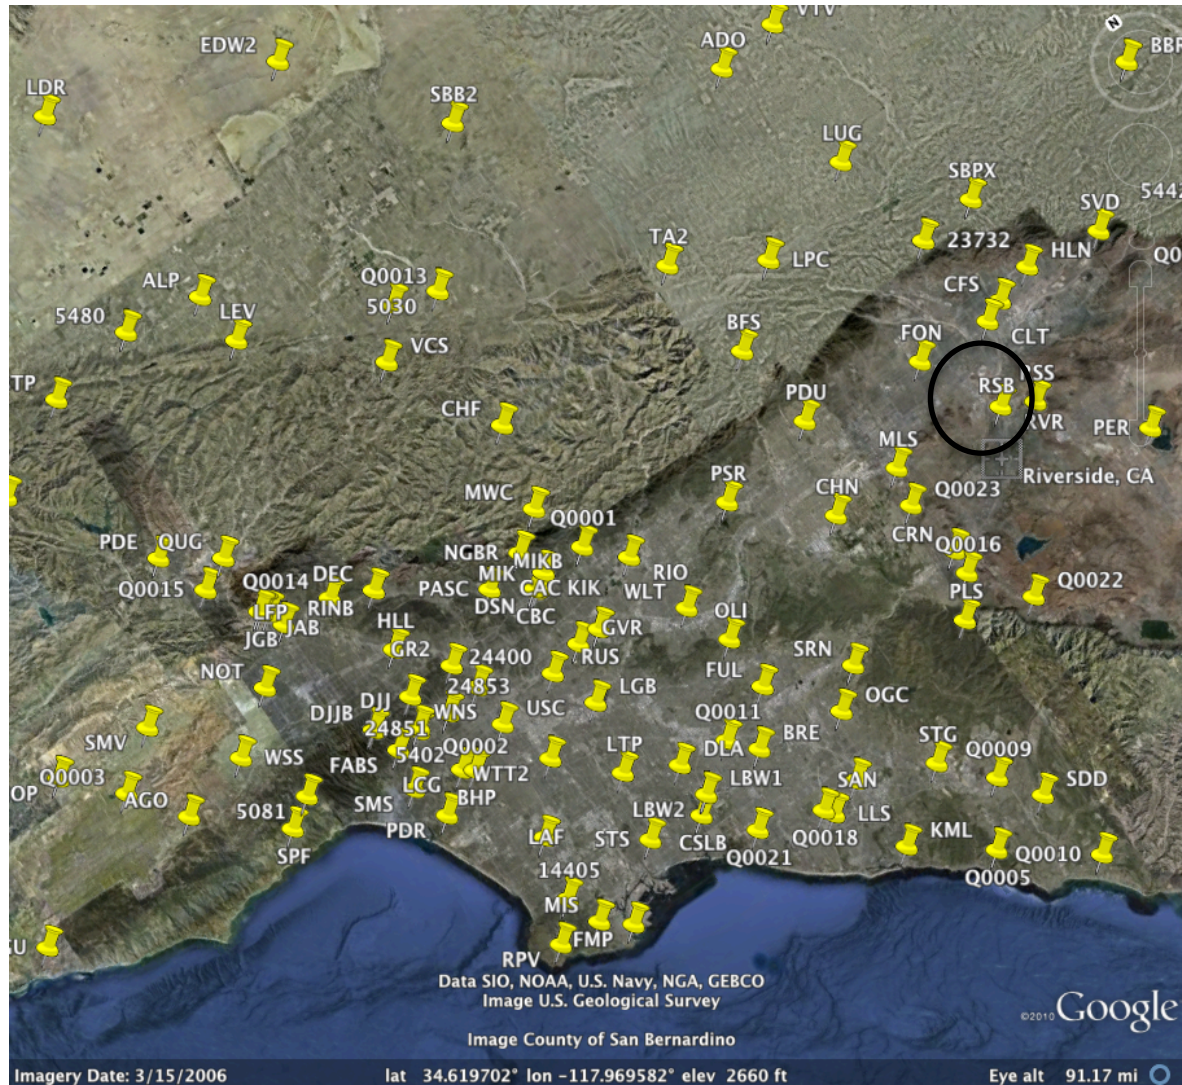 VTV
EDW2
ADO
BBR
LDR
SBB2
N
LUG
SBPX
SVD
5442
TA2
23732
HLN
LPC
Q0
ALP
Q0013
CFS
5480
LEV
5030
BFS
FON
CLT
VCS
TP
RSB
RSS
CHF
PDU
RVR
PER
MLS
PSR
MWC
CHN
Q0023
Riverside, CA
Q0001
PDE
QUG
NGBR
MIKB
CRN
Q0016
Q0015
Q0014
DEC
PASC
MIK
CAC
KIK
WLT
RIO
Q0022
LFP
RINB
DSN
CBC
OLI
PLS
JGB
JAB
HLL
GVR
GR2
24400
RUS
FUL
SRN
NOT
24853
LGB
OGC
DJJB
DJJ
WNS
USC
Q0011
BRE
SMV
24851
5402
Q0002
LTP
DLA
STG
Q0009
WSS
FABS
WTT2
LBW1
SAN
SDD
OP
Q0003
AGO
5081
SMS
LCG
BHP
LBW2
LLS
SPF
PDR
LAF
STS
CSLB
Q0018
KML
Q0010
Q0021
14405
Q0005
MIS
GU
FMP
RPV
Data SIO, NOAA, U.S. Navy, NGA, GEBCO
Image U.S. Geological Survey
©2010 Google
Image County of San Bernardino
Imagery Date: 3/15/2006 lat 34.619702° lon -117.969582° elev 2660 ft Eye alt 91.17 mi